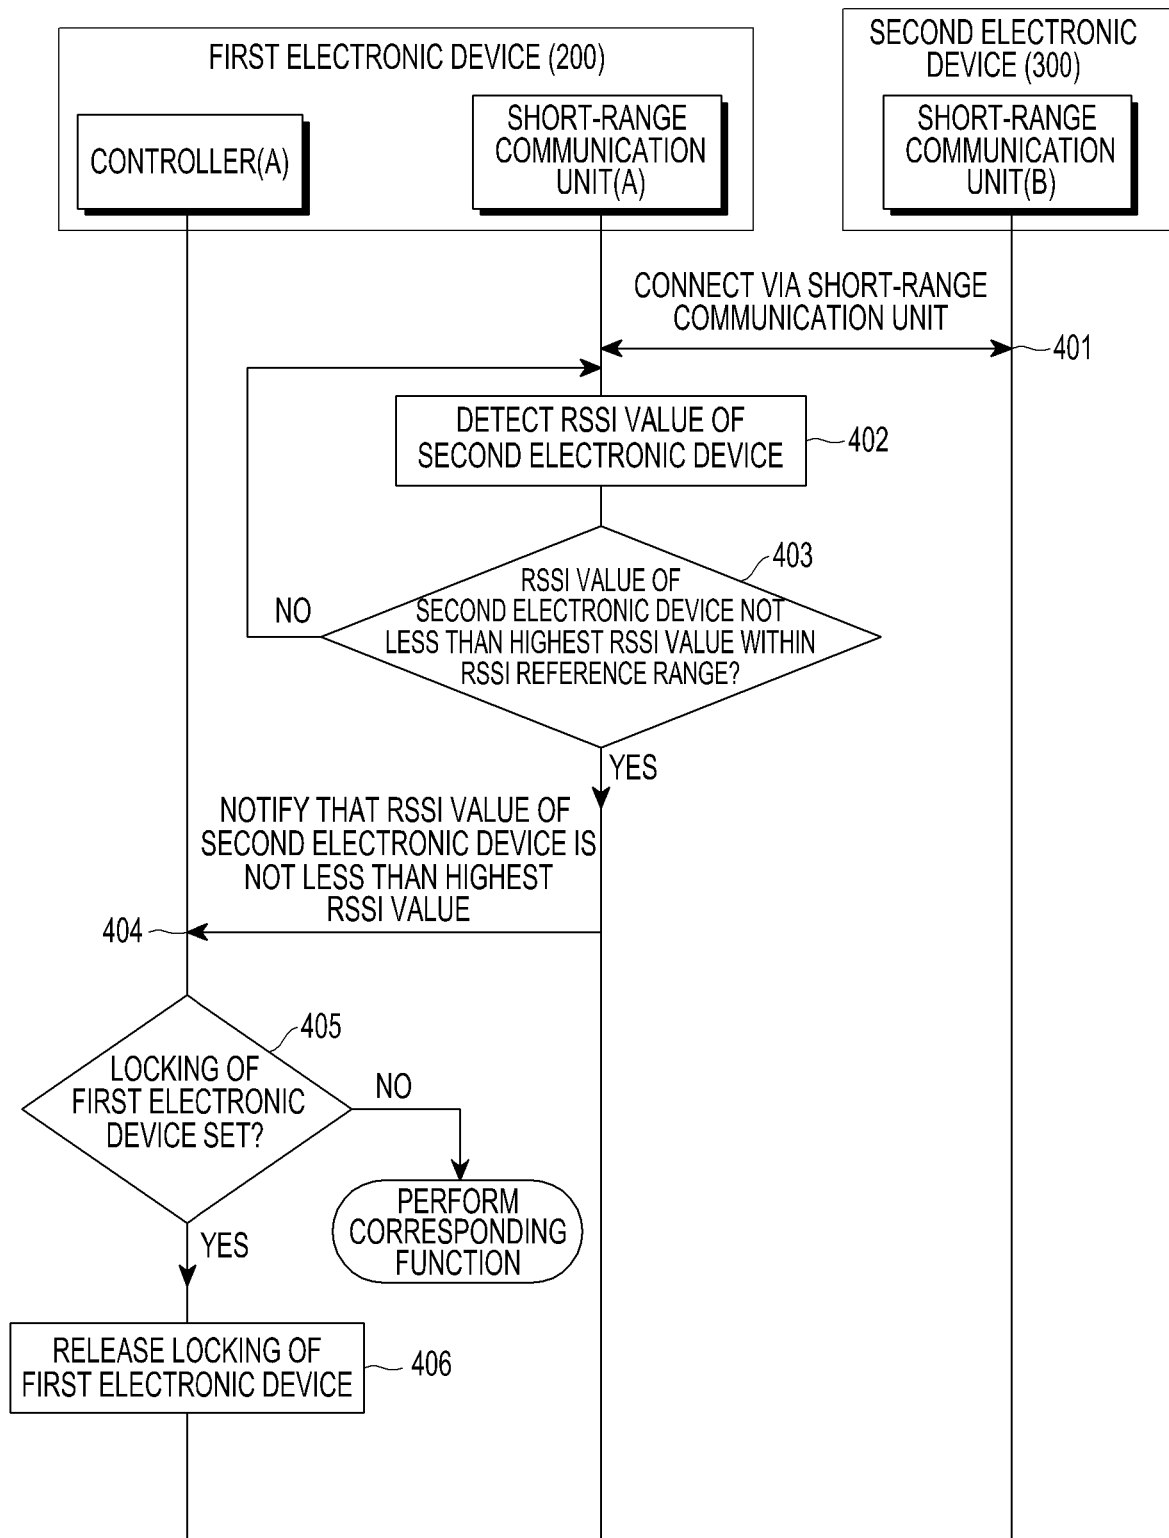 FIRST ELECTRONIC DEVICE (200)
SECOND ELECTRONIC
DEVICE (300)
CONTROLLER(A)
SHORT-RANGE
COMMUNICATION
UNIT(A)
SHORT-RANGE
COMMUNICATION
UNIT(B)
CONNECT VIA SHORT-RANGE
COMMUNICATION UNIT
401
DETECT RSSI VALUE OF
SECOND ELECTRONIC DEVICE
402
403
RSSI VALUE OF
SECOND ELECTRONIC DEVICE NOT
LESS THAN HIGHEST RSSI VALUE WITHIN
RSSI REFERENCE RANGE?
NO
YES
NOTIFY THAT RSSI VALUE OF
SECOND ELECTRONIC DEVICE IS
NOT LESS THAN HIGHEST
RSSI VALUE
404
405
LOCKING OF
FIRST ELECTRONIC
DEVICE SET?
NO
PERFORM
CORRESPONDING
FUNCTION
YES
RELEASE LOCKING OF
FIRST ELECTRONIC DEVICE
406